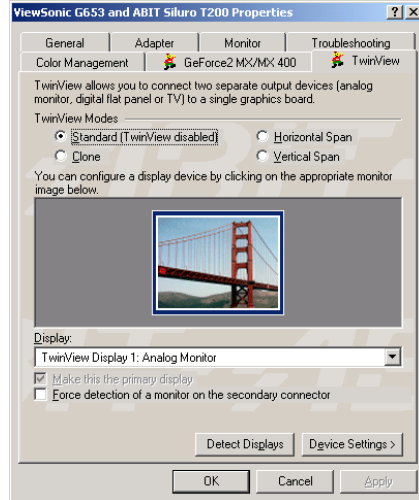 ViewSonic G653 and ABIT Siluro T200 Properties
General Adapter Monitor Troubleshooting
Color Management GeForce2 MX/MX 400 TwinView
TwinView allows you to connect two separate output devices (analog
monitor, digital flat panel or TV) to a single graphics board.
TwinView Modes
Standard (TwinView disabled) Horizontal Span
Clone Vertical Span
You can configure a display device by clicking on the appropriate monitor
image below.
Display:
TwinView Display 1: Analog Monitor
Make this the primary display
Force detection of a monitor on the secondary connector
Detect Displays Device Settings >
OK Cancel Apply